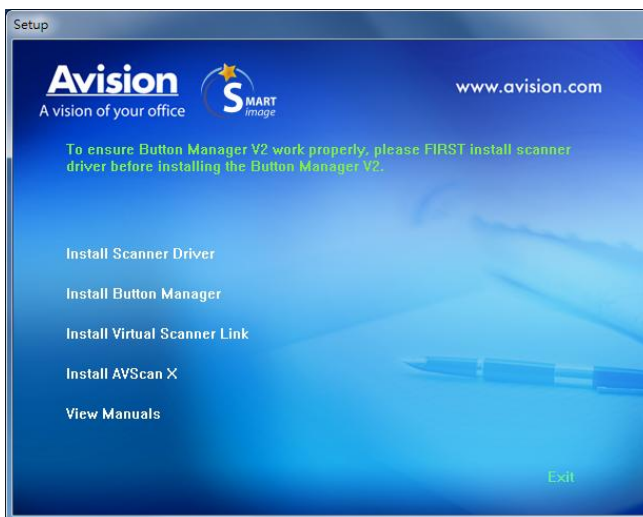 Setup
Avision
A vision of your office
SMART
image
www.avision.com
To ensure Button Manager V2 work properly, please FIRST install scanner
driver before installing the Button Manager V2.
Install Scanner Driver
Install Button Manager
Install Virtual Scanner Link
Install AVScan X
View Manuals
Exit